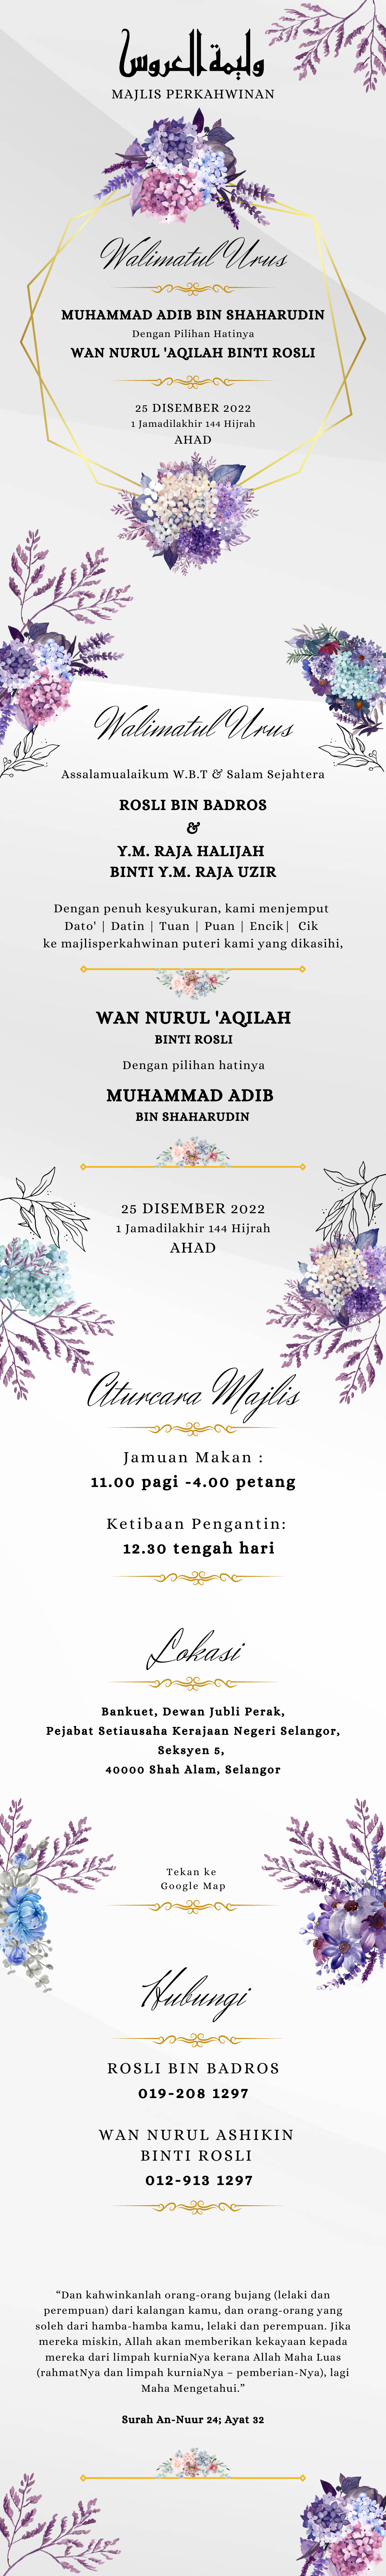 وليمة العروس
MAJLIS PERKAHWINAN
Walimatul Urus
MUHAMMAD ADIB BIN SHAHARUDIN
Dengan Pilihan Hatinya
WAN NURUL 'AQILAH BINTI ROSLI
25 DISEMBER 2022
1 Jamadilakhir 144 Hijrah
AHAD
Walimatul Urus
Assalamualaikum W.B.T & Salam Sejahtera
ROSLI BIN BADROS
&
Y.M. RAJA HALIJAH
BINTI Y.M. RAJA UZIR
Dengan penuh kesyukuran, kami menjemput
Dato' | Datin | Tuan | Puan | Encik| Cik
ke majlisperkahwinan puteri kami yang dikasihi,
WAN NURUL 'AQILAH
BINTI ROSLI
Dengan pilihan hatinya
MUHAMMAD ADIB
BIN SHAHARUDIN
25 DISEMBER 2022
1 Jamadilakhir 144 Hijrah
AHAD
Aturcara Majlis
Jamuan Makan :
11.00 pagi -4.00 petang
Ketibaan Pengantin:
12.30 tengah hari
Lokasi
Bankuet, Dewan Jubli Perak,
Pejabat Setiausaha Kerajaan Negeri Selangor,
Seksyen 5,
40000 Shah Alam, Selangor
Tekan ke
Google Map
Hubungi
ROSLI BIN BADROS
019-208 1297
WAN NURUL ASHIKIN
BINTI ROSLI
012-913 1297
“Dan kahwinkanlah orang-orang bujang (lelaki dan
perempuan) dari kalangan kamu, dan orang-orang yang
soleh dari hamba-hamba kamu, lelaki dan perempuan. Jika
mereka miskin, Allah akan memberikan kekayaan kepada
mereka dari limpah kurniaNya kerana Allah Maha Luas
(rahmatNya dan limpah kurniaNya – pemberian-Nya), lagi
Maha Mengetahui.”
Surah An-Nuur 24; Ayat 32